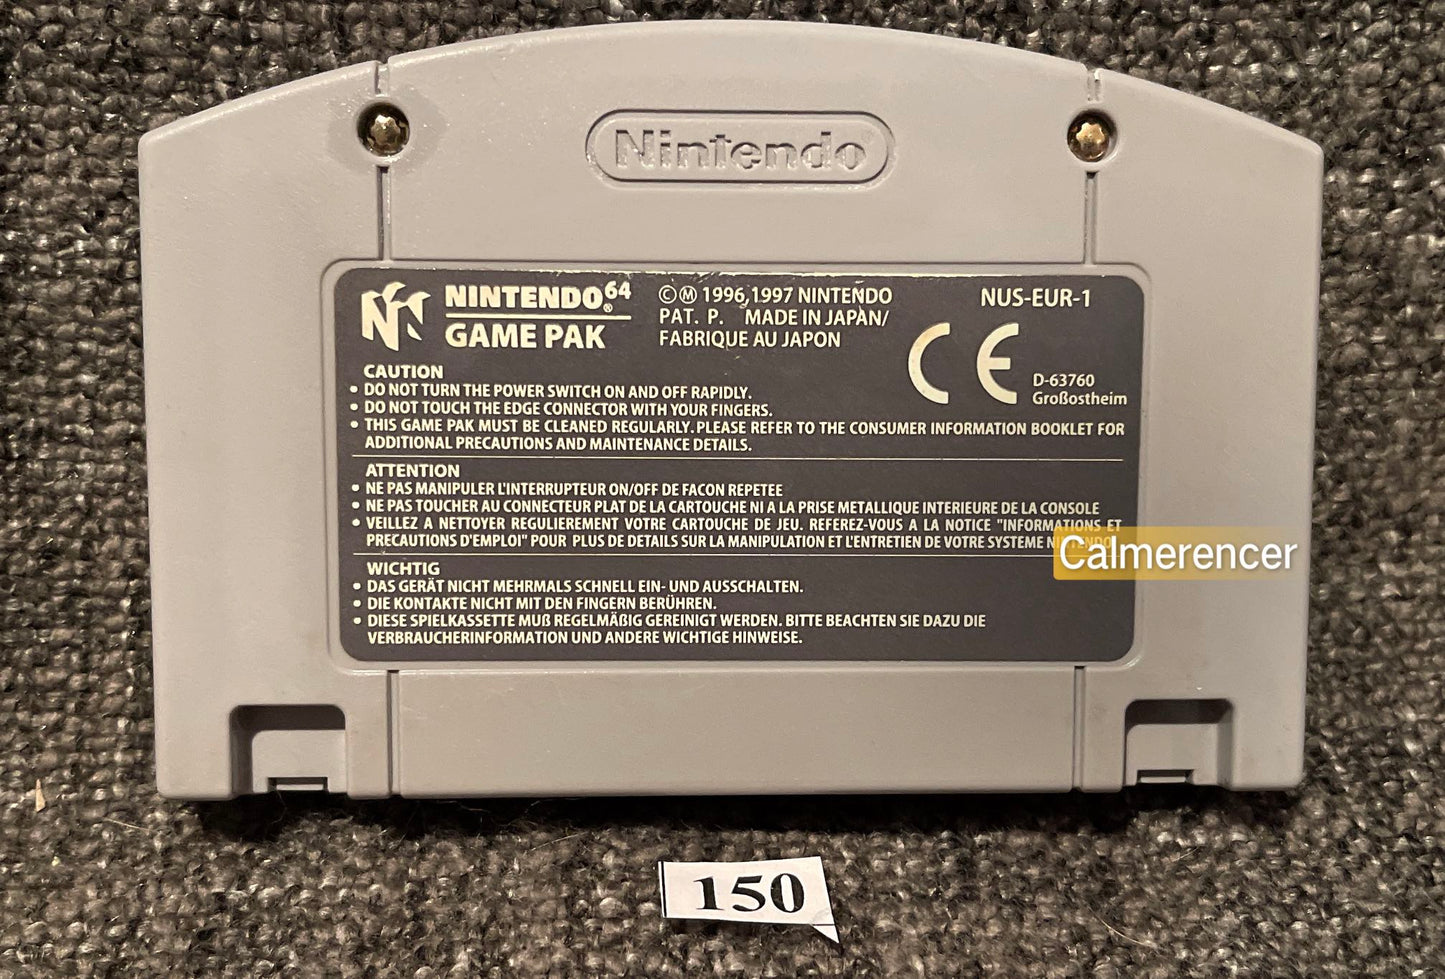 Nintendo
NINTENDO64
GAME PAK
©Ⓜ 1996,1997 NINTENDO
PAT. P. MADE IN JAPAN/
FABRIQUE AU JAPON
NUS-EUR-1
CE
D-63760
Großostheim
CAUTION
• DO NOT TURN THE POWER SWITCH ON AND OFF RAPIDLY.
• DO NOT TOUCH THE EDGE CONNECTOR WITH YOUR FINGERS.
• THIS GAME PAK MUST BE CLEANED REGULARLY. PLEASE REFER TO THE CONSUMER INFORMATION BOOKLET FOR
ADDITIONAL PRECAUTIONS AND MAINTENANCE DETAILS.
ATTENTION
• NE PAS MANIPULER L'INTERRUPTEUR ON/OFF DE FACON REPETEE
• NE PAS TOUCHER AU CONNECTEUR PLAT DE LA CARTOUCHE NI A LA PRISE METALLIQUE INTERIEURE DE LA CONSOLE
• VEILLEZ A NETTOYER REGULIEREMENT VOTRE CARTOUCHE DE JEU. REFEREZ-VOUS A LA NOTICE "INFORMATIONS ET
PRECAUTIONS D'EMPLOI" POUR PLUS DE DETAILS SUR LA MANIPULATION ET L'ENTRETIEN DE VOTRE SYSTEME NINTENDO
Calmerencer
WICHTIG
• DAS GERÄT NICHT MEHRMALS SCHNELL EIN- UND AUSSCHALTEN.
• DIE KONTAKTE NICHT MIT DEN FINGERN BERÜHREN.
• DIESE SPIELKASSETTE MUß REGELMÄßIG GEREINIGT WERDEN. BITTE BEACHTEN SIE DAZU DIE
VERBRAUCHERINFORMATION UND ANDERE WICHTIGE HINWEISE.
150